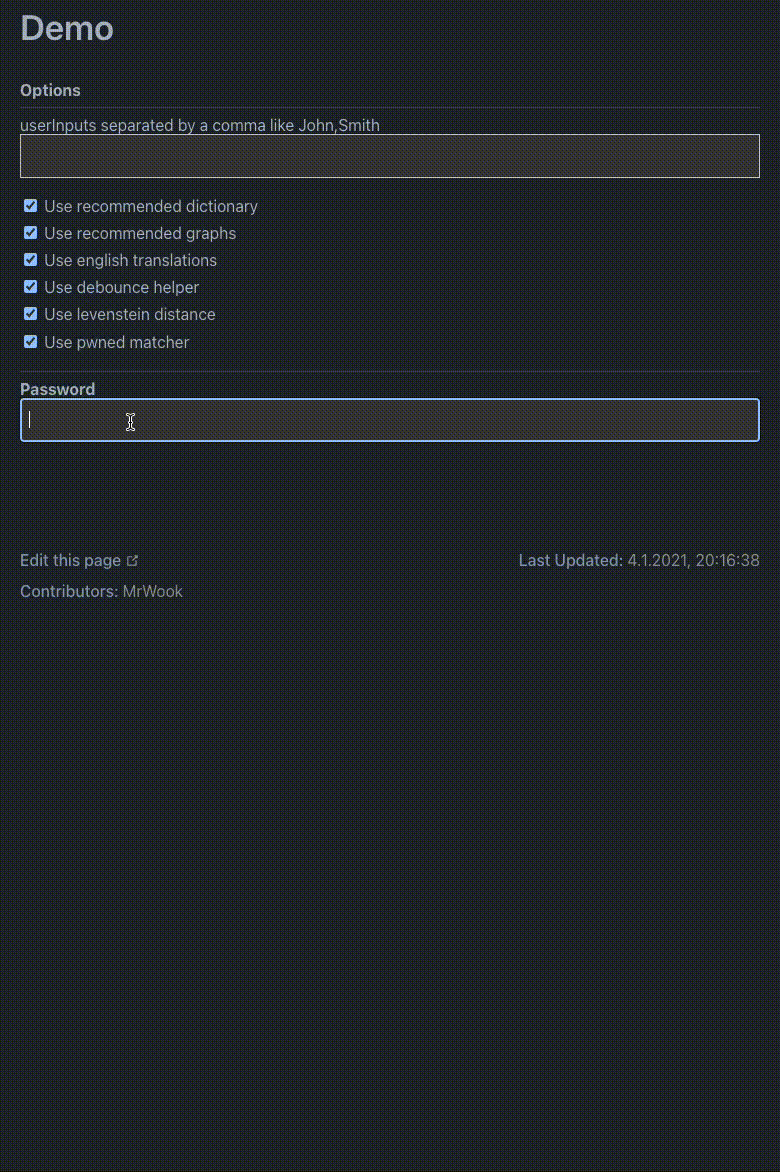 Demo
Options
userInputs separated by a comma like John,Smith
Use recommended dictionary
Use recommended graphs
Use english translations
Use debounce helper
Use levenstein distance
Use pwned matcher
Password
Edit this page
Last Updated: 4.1.2021, 20:16:38
Contributors: MrWook